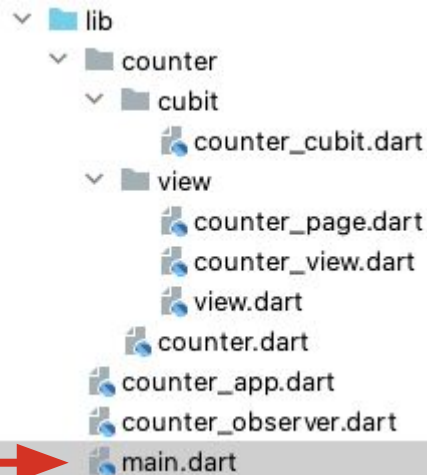 lib
counter
cubit
counter_cubit.dart
view
counter_page.dart
counter_view.dart
view.dart
counter.dart
counter_app.dart
counter_observer.dart
main.dart